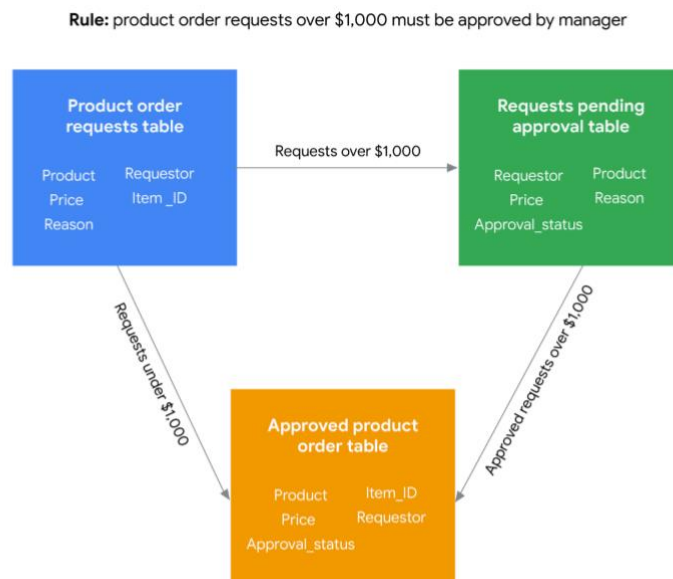 Rule: product order requests over $1,000 must be approved by manager
Product order
requests table
Product
Requestor
Price
Item _ID
Reason
Requests over $1,000
Requests pending
approval table
Requestor
Product
Price
Reason
Approval_status
Requests under $1,000
Approved requests over $1.000
Approved product
order table
Product
Item_ID
Price
Requestor
Approval_status